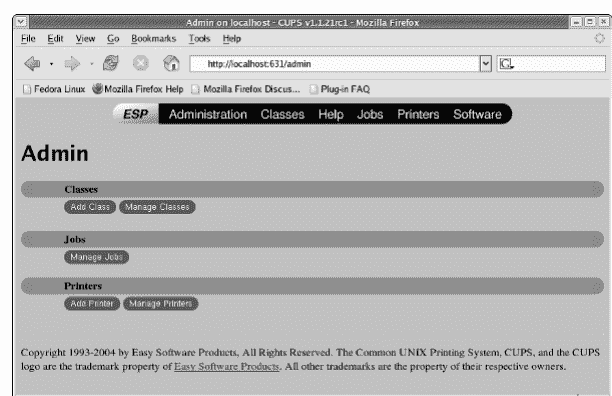 Admin on localhost - CUPS v1.1.21rc1 - Mozilla Firefox
File Edit View Go Bookmarks Tools Help
http://localhost:631/admin
Fedora Linux Mozilla Firefox Help Mozilla Firefox Discus... Plug-in FAQ
ESP Administration Classes Help Jobs Printers Software
Admin
Classes
Add Class Manage Classes
Jobs
Manage Jobs
Printers
Add Printer Manage Printers
Copyright 1993-2004 by Easy Software Products, All Rights Reserved. The Common UNIX Printing System, CUPS, and the CUPS
logo are the trademark property of Easy Software Products. All other trademarks are the property of their respective owners.